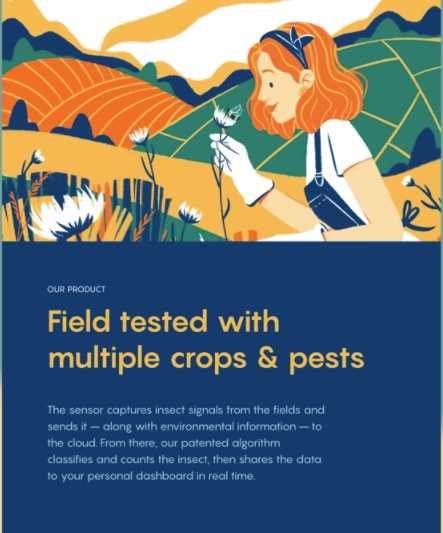 OUR PRODUCT
Field tested with
multiple crops & pests
The sensor captures insect signals from the fields and
sends it — along with environmental information — to
the cloud. From there, our patented algorithm
classifies and counts the insect, then shares the data
to your personal dashboard in real time.